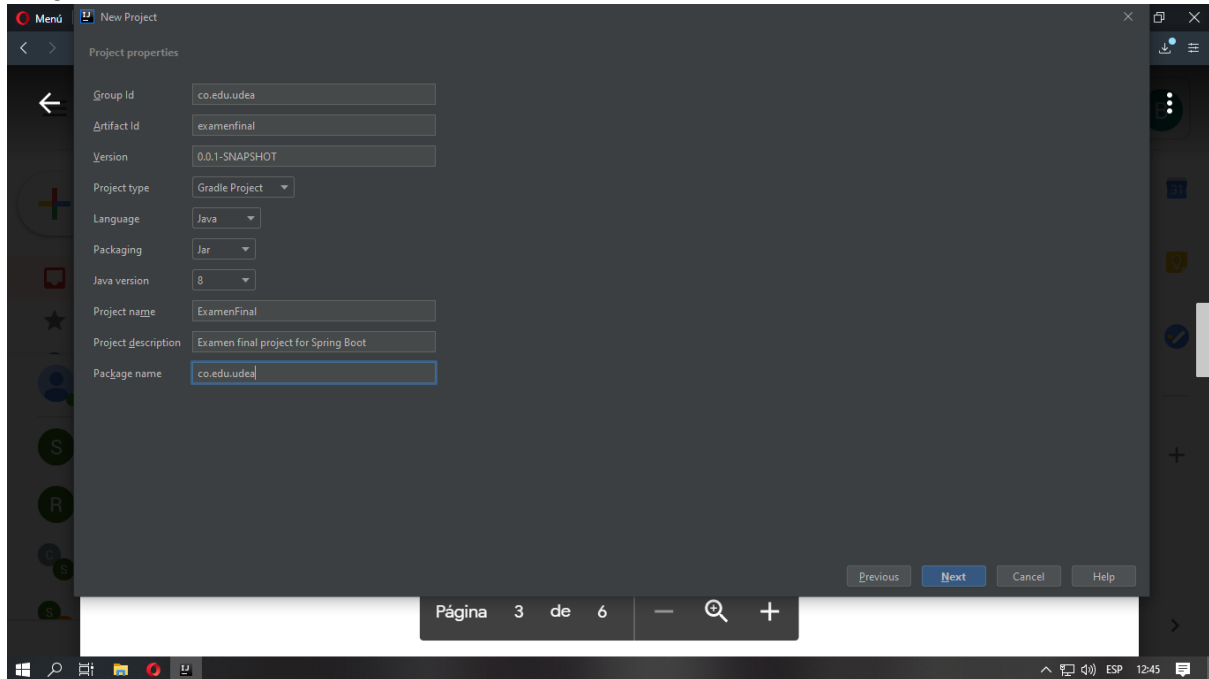 Menú
New Project
Project properties
Group Id co.edu.udea
Artifact Id examenfinal
Version 0.0.1-SNAPSHOT
Project type Gradle Project
Language Java
Packaging Jar
Java version 8
Project name ExamenFinal
Project description Examen final project for Spring Boot
Package name co.edu.udea
S
R
C
S
S
31
Previous Next Cancel Help
Página 3 de 6
ESP 12:45